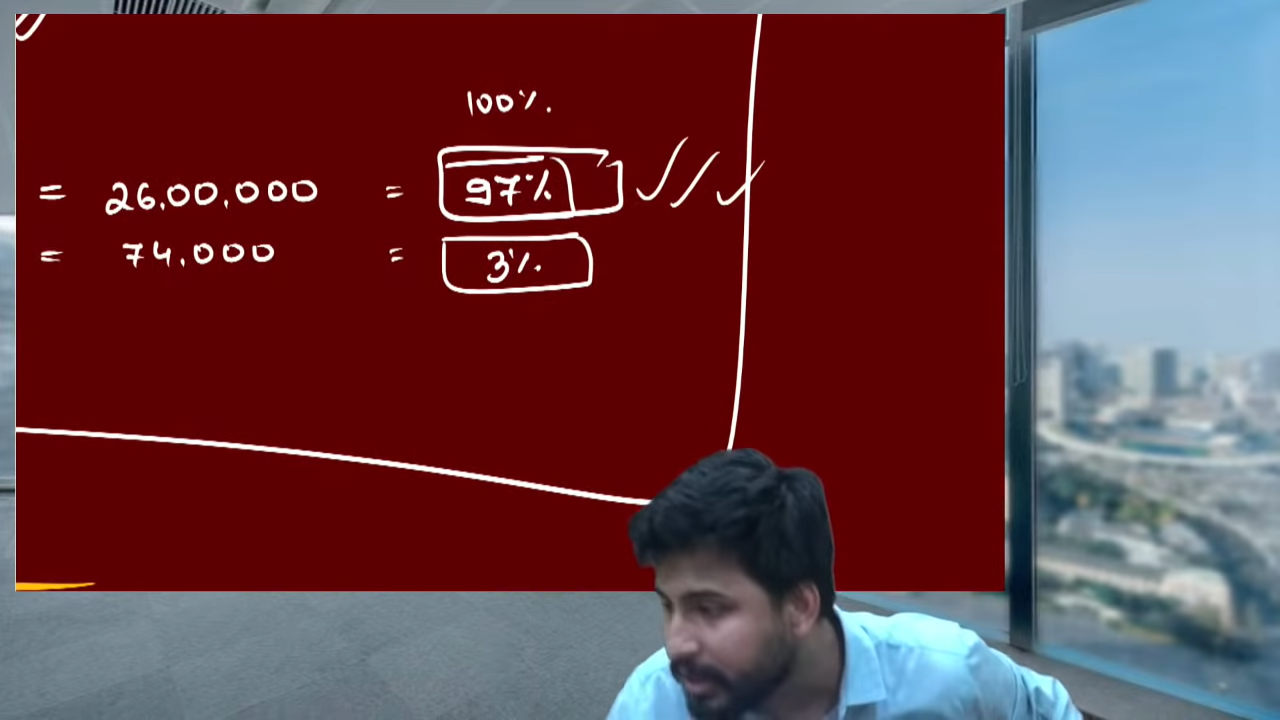 100%.
= 26,00,000 = 97%
= 74,000 = 3%.